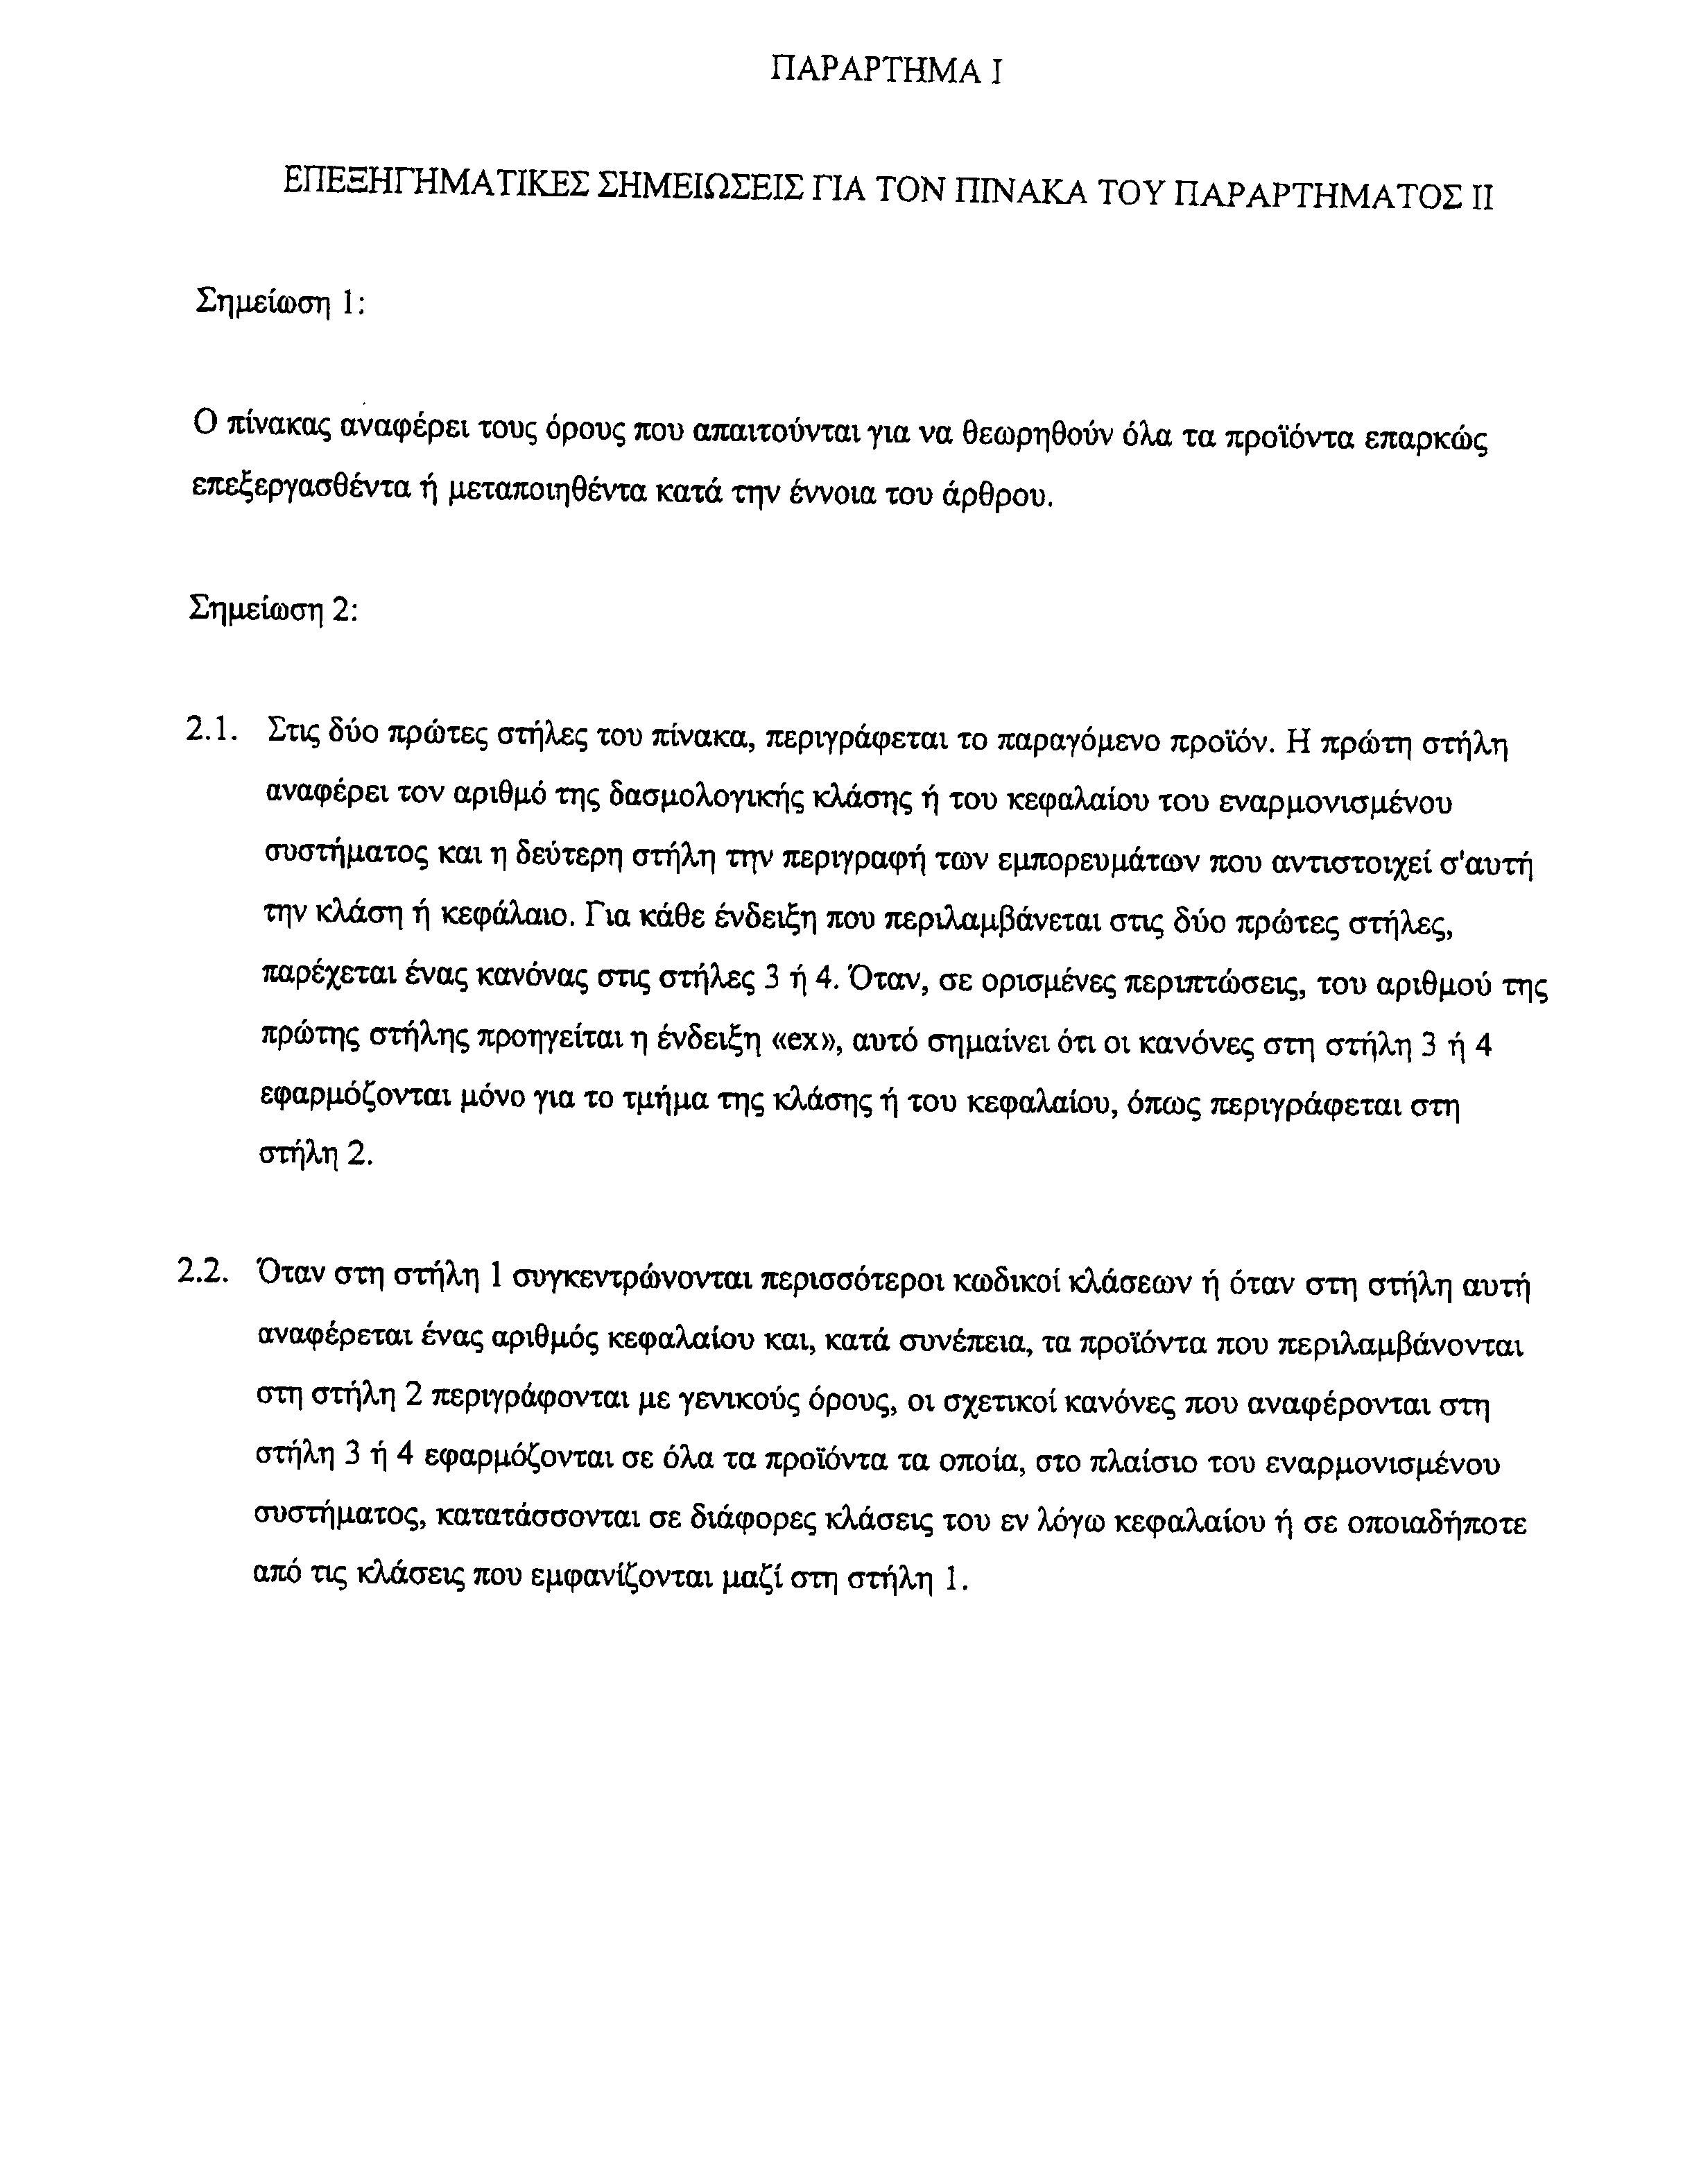 ΠΑΡΑΡΤΗΜΑ Ι
ΕΠΕΞΗΓΗΜΑΤΙΚΕΣ ΣΗΜΕΙΩΣΕΙΣ ΓΙΑ ΤΟΝ ΠΙΝΑΚΑ ΤΟΥ ΠΑΡΑΡΤΗΜΑΤΟΣ ΙΙ
Σημείωση 1:
Ο πίνακας αναφέρει τους όρους που απαιτούνται για να θεωρηθούν όλα τα προϊόντα επαρκώς
επεξεργασθέντα ή μεταποιηθέντα κατά την έννοια του άρθρου.
Σημείωση 2:
2.1. Στις δύο πρώτες στήλες του πίνακα, περιγράφεται το παραγόμενο προϊόν. Η πρώτη στήλη
αναφέρει τον αριθμό της δασμολογικής κλάσης ή του κεφαλαίου του εναρμονισμένου
συστήματος και η δεύτερη στήλη την περιγραφή των εμπορευμάτων που αντιστοιχεί σ'αυτή
την κλάση ή κεφάλαιο. Για κάθε ένδειξη που περιλαμβάνεται στις δύο πρώτες στήλες,
παρέχεται ένας κανόνας στις στήλες 3 ή 4. Όταν, σε ορισμένες περιπτώσεις, του αριθμού της
πρώτης στήλης προηγείται η ένδειξη «ex», αυτό σημαίνει ότι οι κανόνες στη στήλη 3 ή 4
εφαρμόζονται μόνο για το τμήμα της κλάσης ή του κεφαλαίου, όπως περιγράφεται στη
στήλη 2.
2.2. Όταν στη στήλη 1 συγκεντρώνονται περισσότεροι κωδικοί κλάσεων ή όταν στη στήλη αυτή
αναφέρεται ένας αριθμός κεφαλαίου και, κατά συνέπεια, τα προϊόντα που περιλαμβάνονται
στη στήλη 2 περιγράφονται με γενικούς όρους, οι σχετικοί κανόνες που αναφέρονται στη
στήλη 3 ή 4 εφαρμόζονται σε όλα τα προϊόντα τα οποία, στο πλαίσιο του εναρμονισμένου
συστήματος, κατατάσσονται σε διάφορες κλάσεις του εν λόγω κεφαλαίου ή σε οποιαδήποτε
από τις κλάσεις που εμφανίζονται μαζί στη στήλη 1.